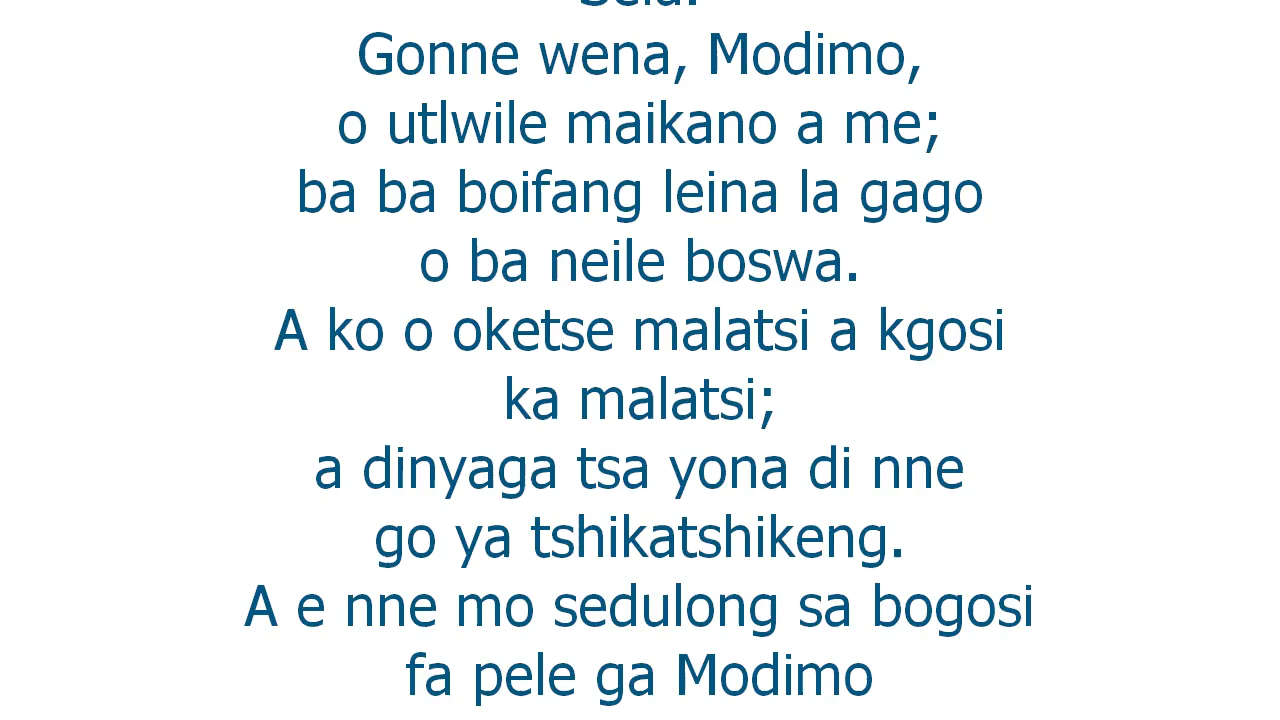 Gonne wena, Modimo,
o utlwile maikano a me;
ba ba boifang leina la gago
o ba neile boswa.
A ko o oketse malatsi a kgosi
ka malatsi;
a dinyaga tsa yona di nne
go ya tshikatshikeng.
A e nne mo sedulong sa bogosi
fa pele ga Modimo